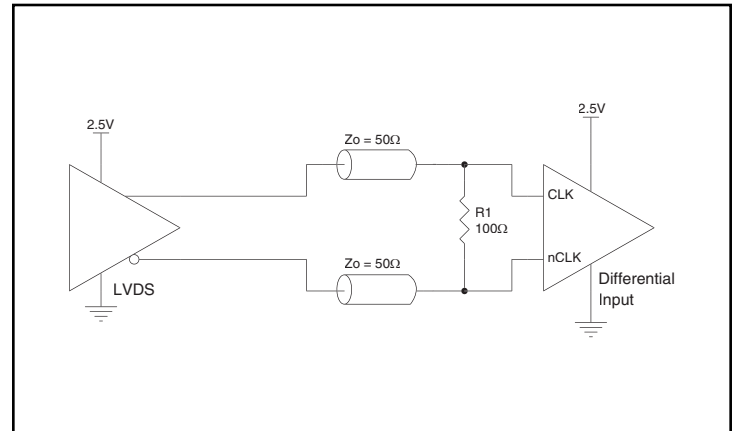 2.5V
2.5V
Zo = 50Ω
CLK
R1
100Ω
Zo = 50Ω
nCLK
LVDS
Differential
Input